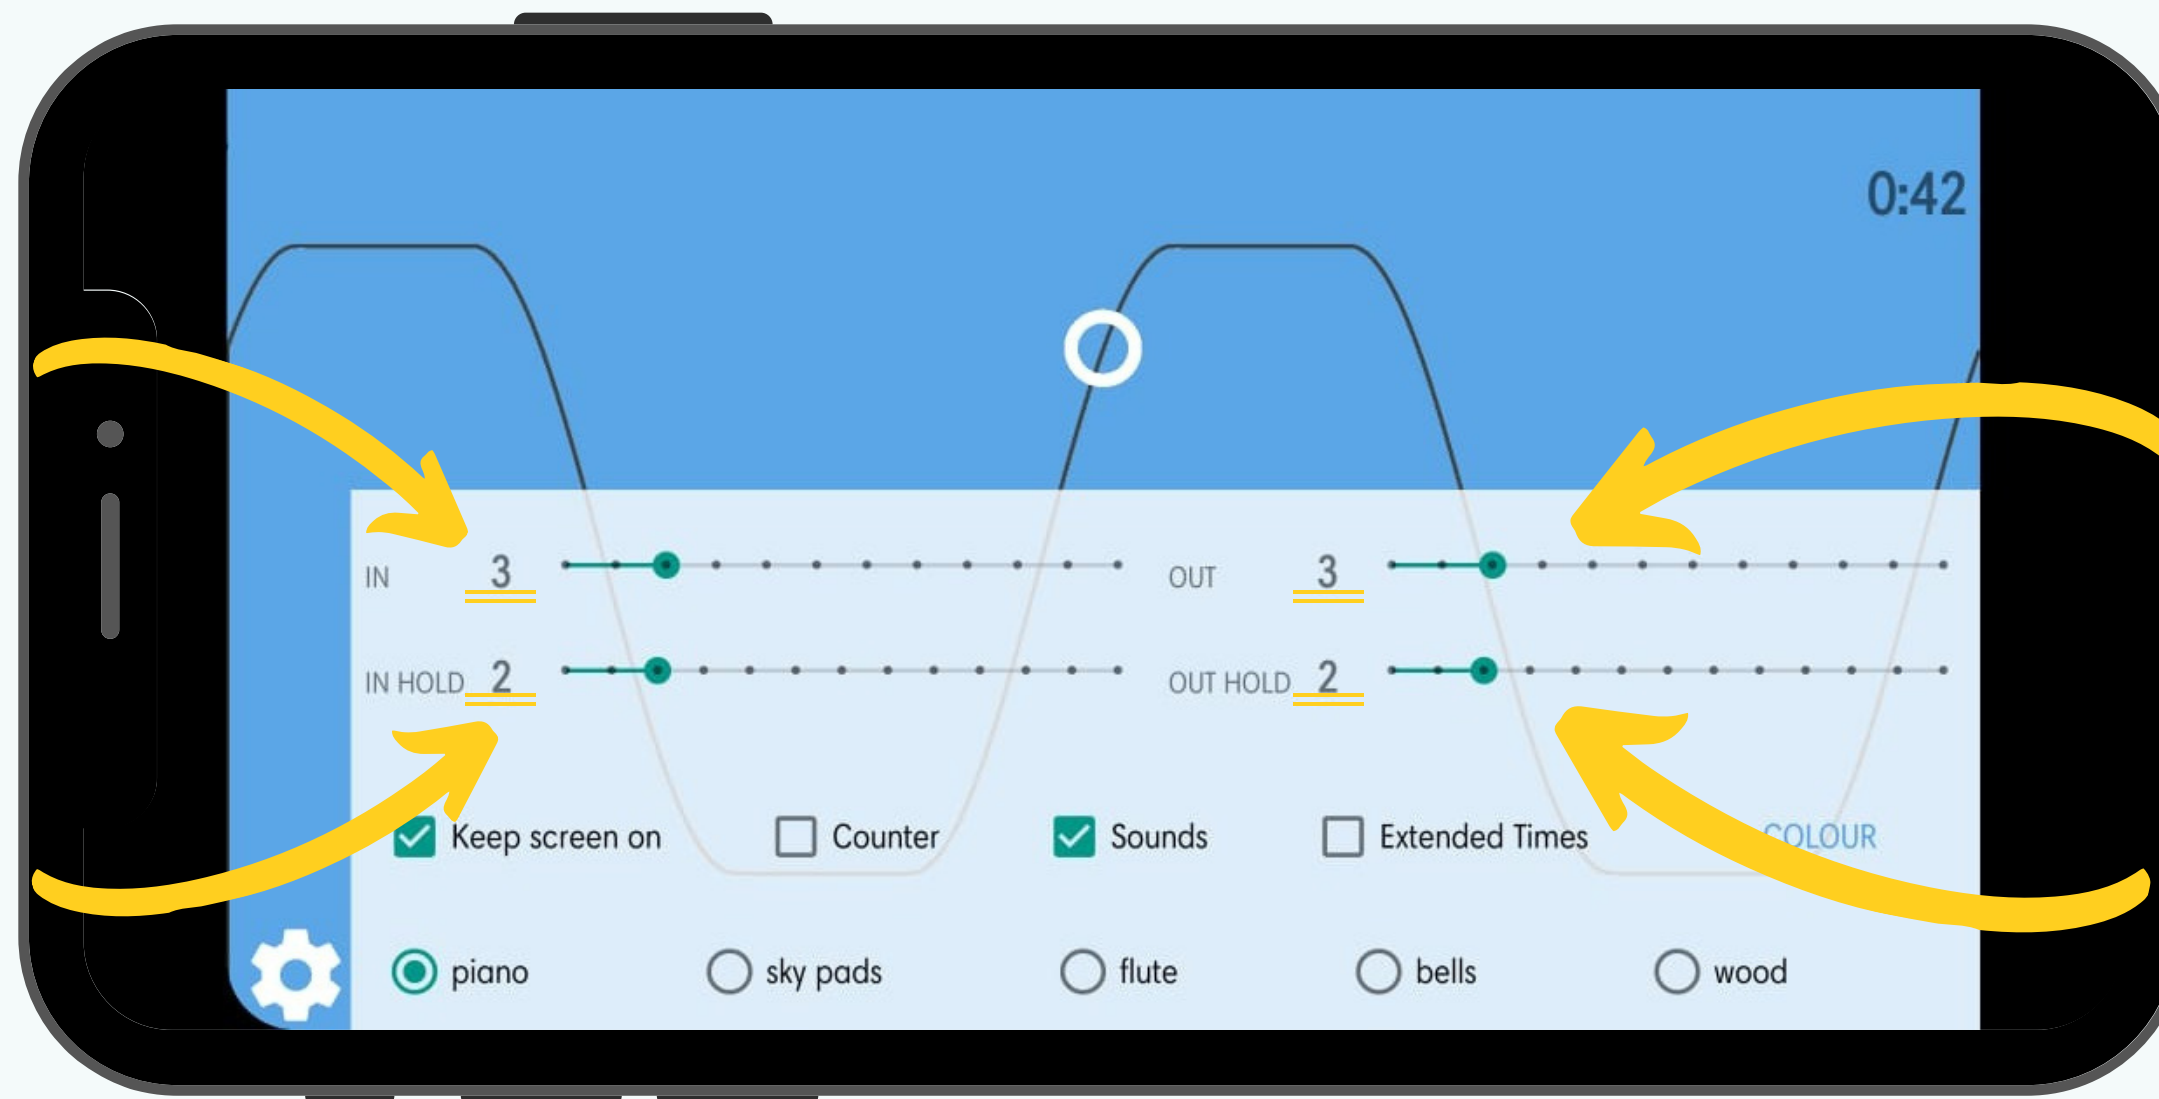 0:42
IN 3 OUT 3
IN HOLD 2 OUT HOLD 2
Keep screen on Counter Sounds Extended Times COLOUR
piano sky pads flute bells wood